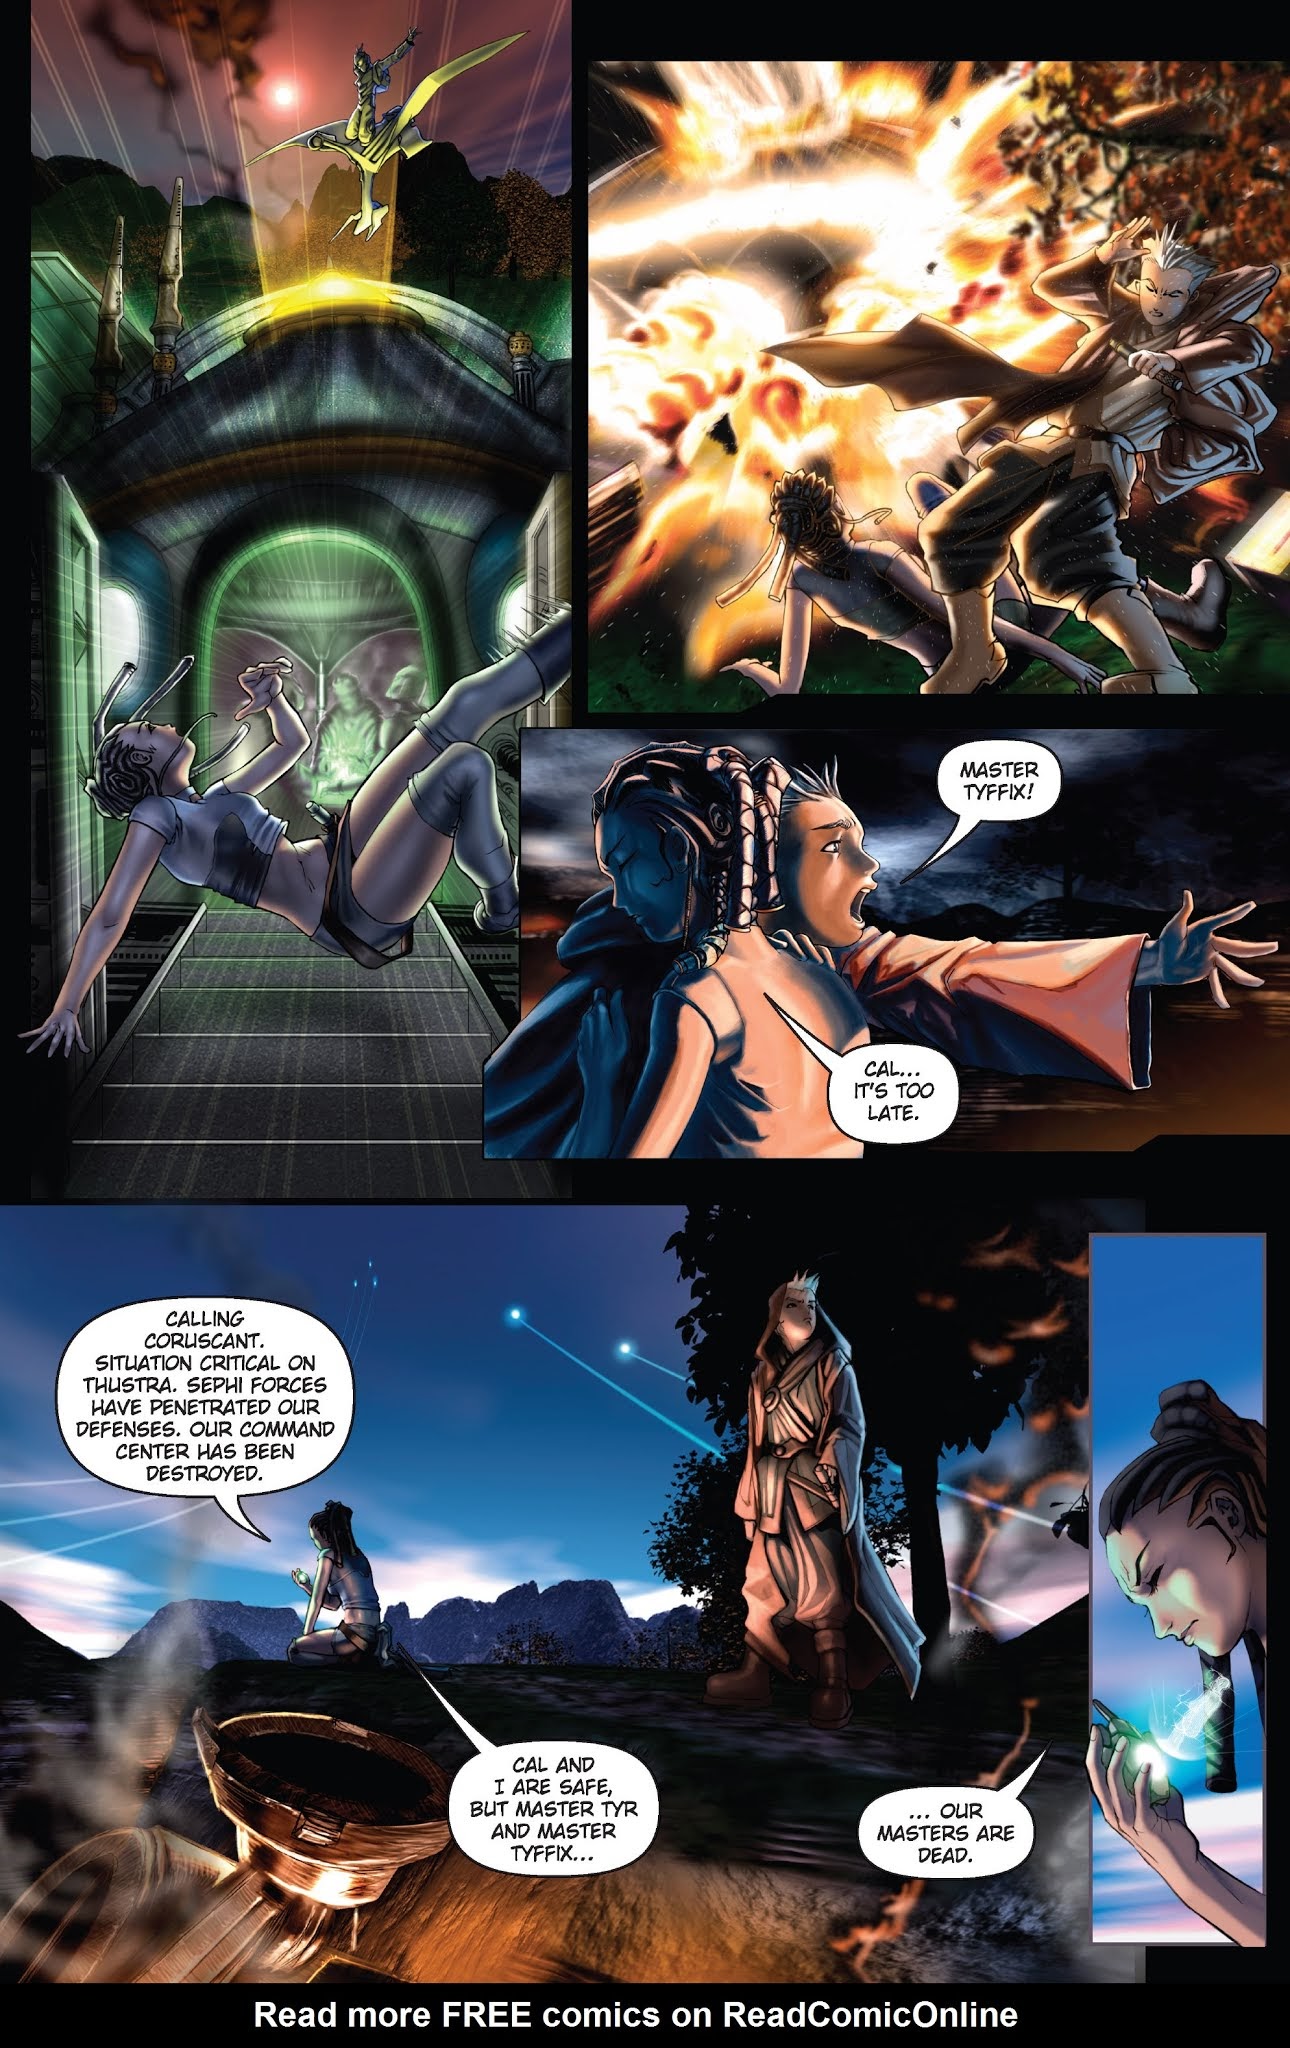 MASTER
TYFFIX!
CAL...
IT'S TOO
LATE.
CALLING
CORUSCANT.
SITUATION CRITICAL ON
THUSTRA. SEPHI FORCES
HAVE PENETRATED OUR
DEFENSES. OUR COMMAND
CENTER HAS BEEN
DESTROYED.
CAL AND
I ARE SAFE,
BUT MASTER TYR
AND MASTER
TYFFIX...
... OUR
MASTERS ARE
DEAD.
Read more FREE comics on ReadComicOnline